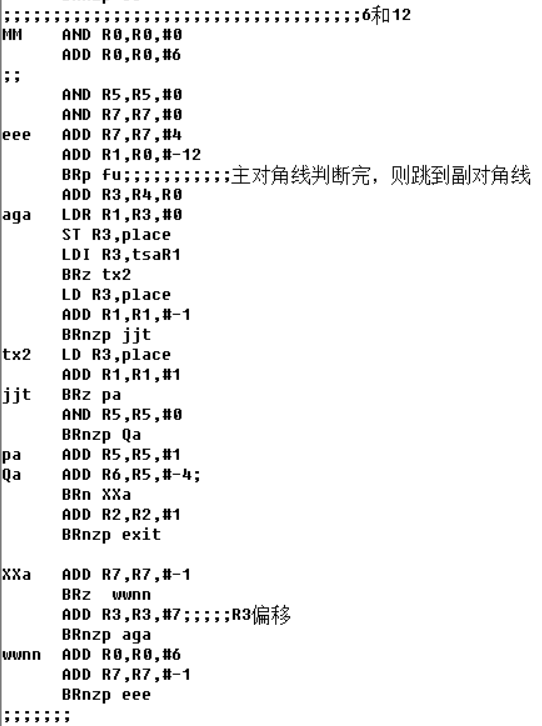 ;;;;;;;;;;;;;;;;;;;;;;;;;;;;;;;;;;;;6和12
MM AND R0,R0,#0
ADD R0,R0,#6
;;
AND R5,R5,#0
AND R7,R7,#0
eee ADD R7,R7,#4
ADD R1,R0,#-12
BRp fu;;;;;;;;;;;主对角线判断完，则跳到副对角线
ADD R3,R4,R0
aga LDR R1,R3,#0
ST R3,place
LDI R3,tsaR1
BRz tx2
LD R3,place
ADD R1,R1,#-1
BRnzp jjt
tx2 LD R3,place
ADD R1,R1,#1
jjt BRz pa
AND R5,R5,#0
BRnzp Qa
pa ADD R5,R5,#1
Qa ADD R6,R5,#-4;
BRn XXa
ADD R2,R2,#1
BRnzp exit
XXa ADD R7,R7,#-1
BRz wwnn
ADD R3,R3,#7;;;;;R3偏移
BRnzp aga
wwnn ADD R0,R0,#6
ADD R7,R7,#-1
BRnzp eee
;;;;;;;